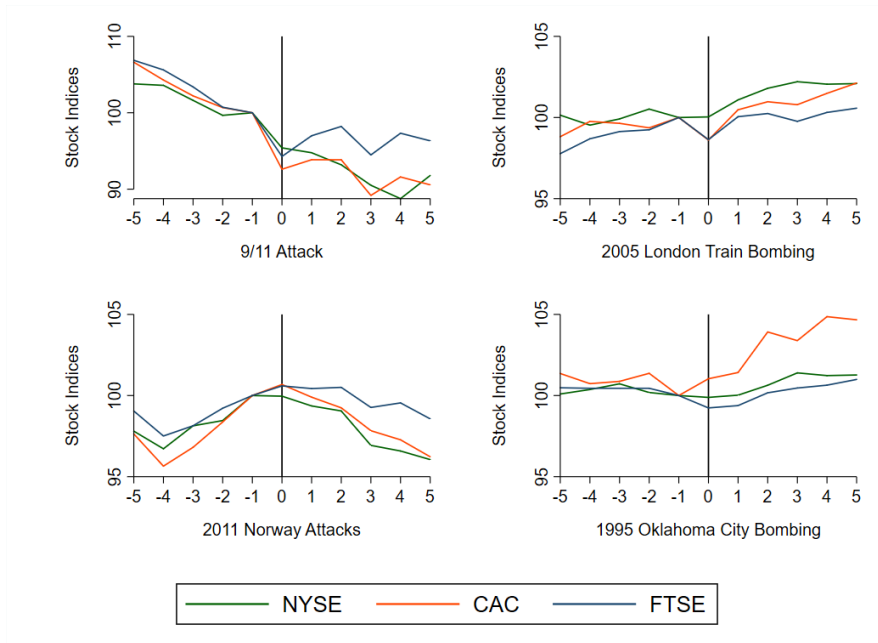 110
100
90
Stock Indices
-5 -4 -3 -2 -1 0 1 2 3 4 5
9/11 Attack
105
100
95
Stock Indices
-5 -4 -3 -2 -1 0 1 2 3 4 5
2005 London Train Bombing
105
100
95
Stock Indices
-5 -4 -3 -2 -1 0 1 2 3 4 5
2011 Norway Attacks
105
100
95
Stock Indices
-5 -4 -3 -2 -1 0 1 2 3 4 5
1995 Oklahoma City Bombing
NYSE CAC FTSE